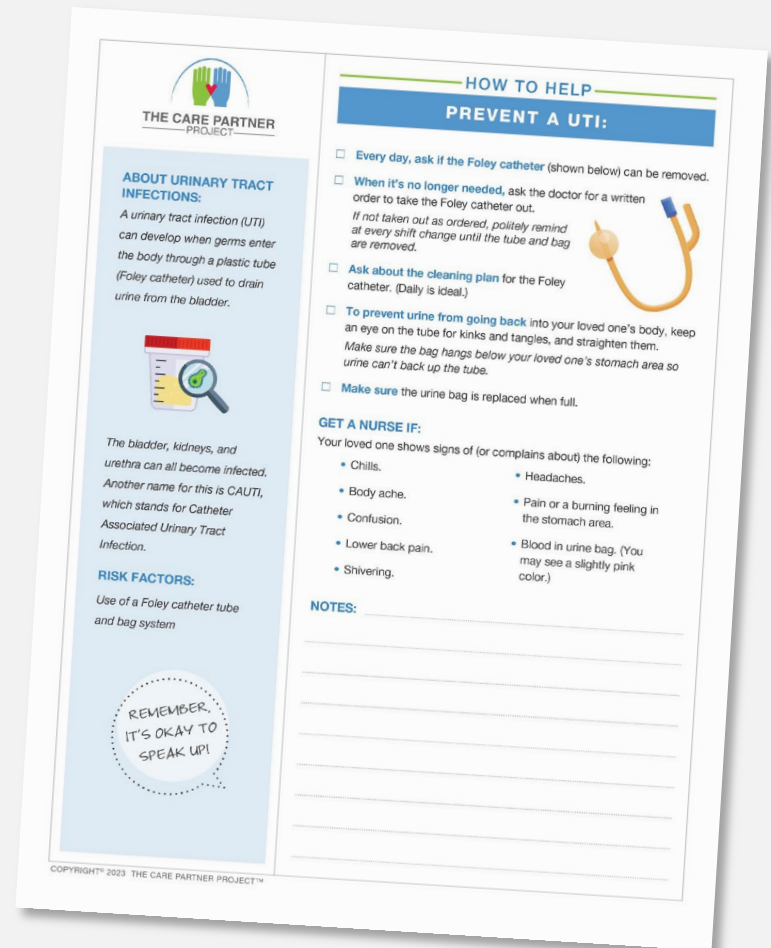 THE CARE PARTNER
PROJECT
ABOUT URINARY TRACT
INFECTIONS:
A urinary tract infection (UTI)
can develop when germs enter
the body through a plastic tube
(Foley catheter) used to drain
urine from the bladder.
The bladder, kidneys, and
urethra can all become infected.
Another name for this is CAUTI,
which stands for Catheter
Associated Urinary Tract
Infection.
RISK FACTORS:
Use of a Foley catheter tube
and bag system
REMEMBER,
IT'S OKAY TO
SPEAK UP!
HOW TO HELP
PREVENT A UTI:
Every day, ask if the Foley catheter (shown below) can be removed.
When it's no longer needed, ask the doctor for a written
order to take the Foley catheter out.
If not taken out as ordered, politely remind
at every shift change until the tube and bag
are removed.
Ask about the cleaning plan for the Foley
catheter. (Daily is ideal.)
To prevent urine from going back into your loved one's body, keep
an eye on the tube for kinks and tangles, and straighten them.
Make sure the bag hangs below your loved one's stomach area so
urine can't back up the tube.
Make sure the urine bag is replaced when full.
GET A NURSE IF:
Your loved one shows signs of (or complains about) the following:
• Chills.
• Body ache.
• Confusion.
• Lower back pain.
• Shivering.
• Headaches.
• Pain or a burning feeling in
the stomach area.
• Blood in urine bag. (You
may see a slightly pink
color.)
NOTES:
COPYRIGHT© 2023 THE CARE PARTNER PROJECT™